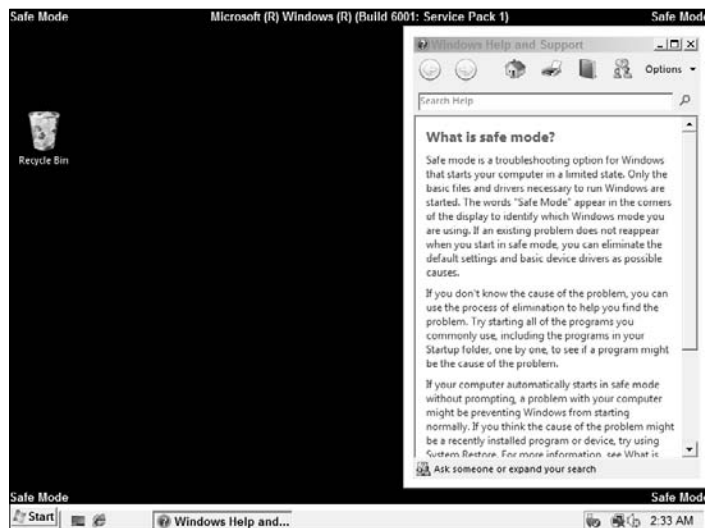 Safe Mode Microsoft (R) Windows (R) (Build 6001: Service Pack 1) Safe Mode
Windows Help and Support
Options
Search Help
Recycle Bin
What is safe mode?
Safe mode is a troubleshooting option for Windows
that starts your computer in a limited state. Only the
basic files and drivers necessary to run Windows are
started. The words "Safe Mode" appear in the corners
of the display to identify which Windows mode you
are using. If an existing problem does not reappear
when you start in safe mode, you can eliminate the
default settings and basic device drivers as possible
causes.
If you don't know the cause of the problem, you can
use the process of elimination to help you find the
problem. Try starting all of the programs you
commonly use, including the programs in your
Startup folder, one by one, to see if a program might
be the cause of the problem.
If your computer automatically starts in safe mode
without prompting, a problem with your computer
might be preventing Windows from starting
normally. If you think the cause of the problem might
be a recently installed program or device, try using
System Restore. For more information, see What is
Ask someone or expand your search
Safe Mode Safe Mode
Start Windows Help and... 2:33 AM